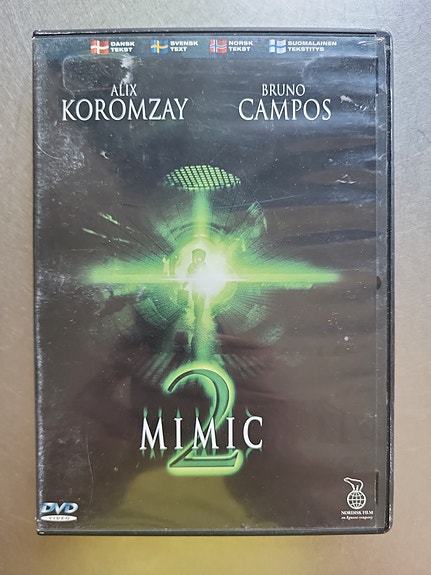 DANSK
TEKST
SVENSK
TEXT
NORSK
TEKST
SUOMALAINEN
TEKSTITYS
ALIX
KOROMZAY
BRUNO
CAMPOS
2
MIMIC
DVD
VIDEO
NORDISK FILM
an Egmont company